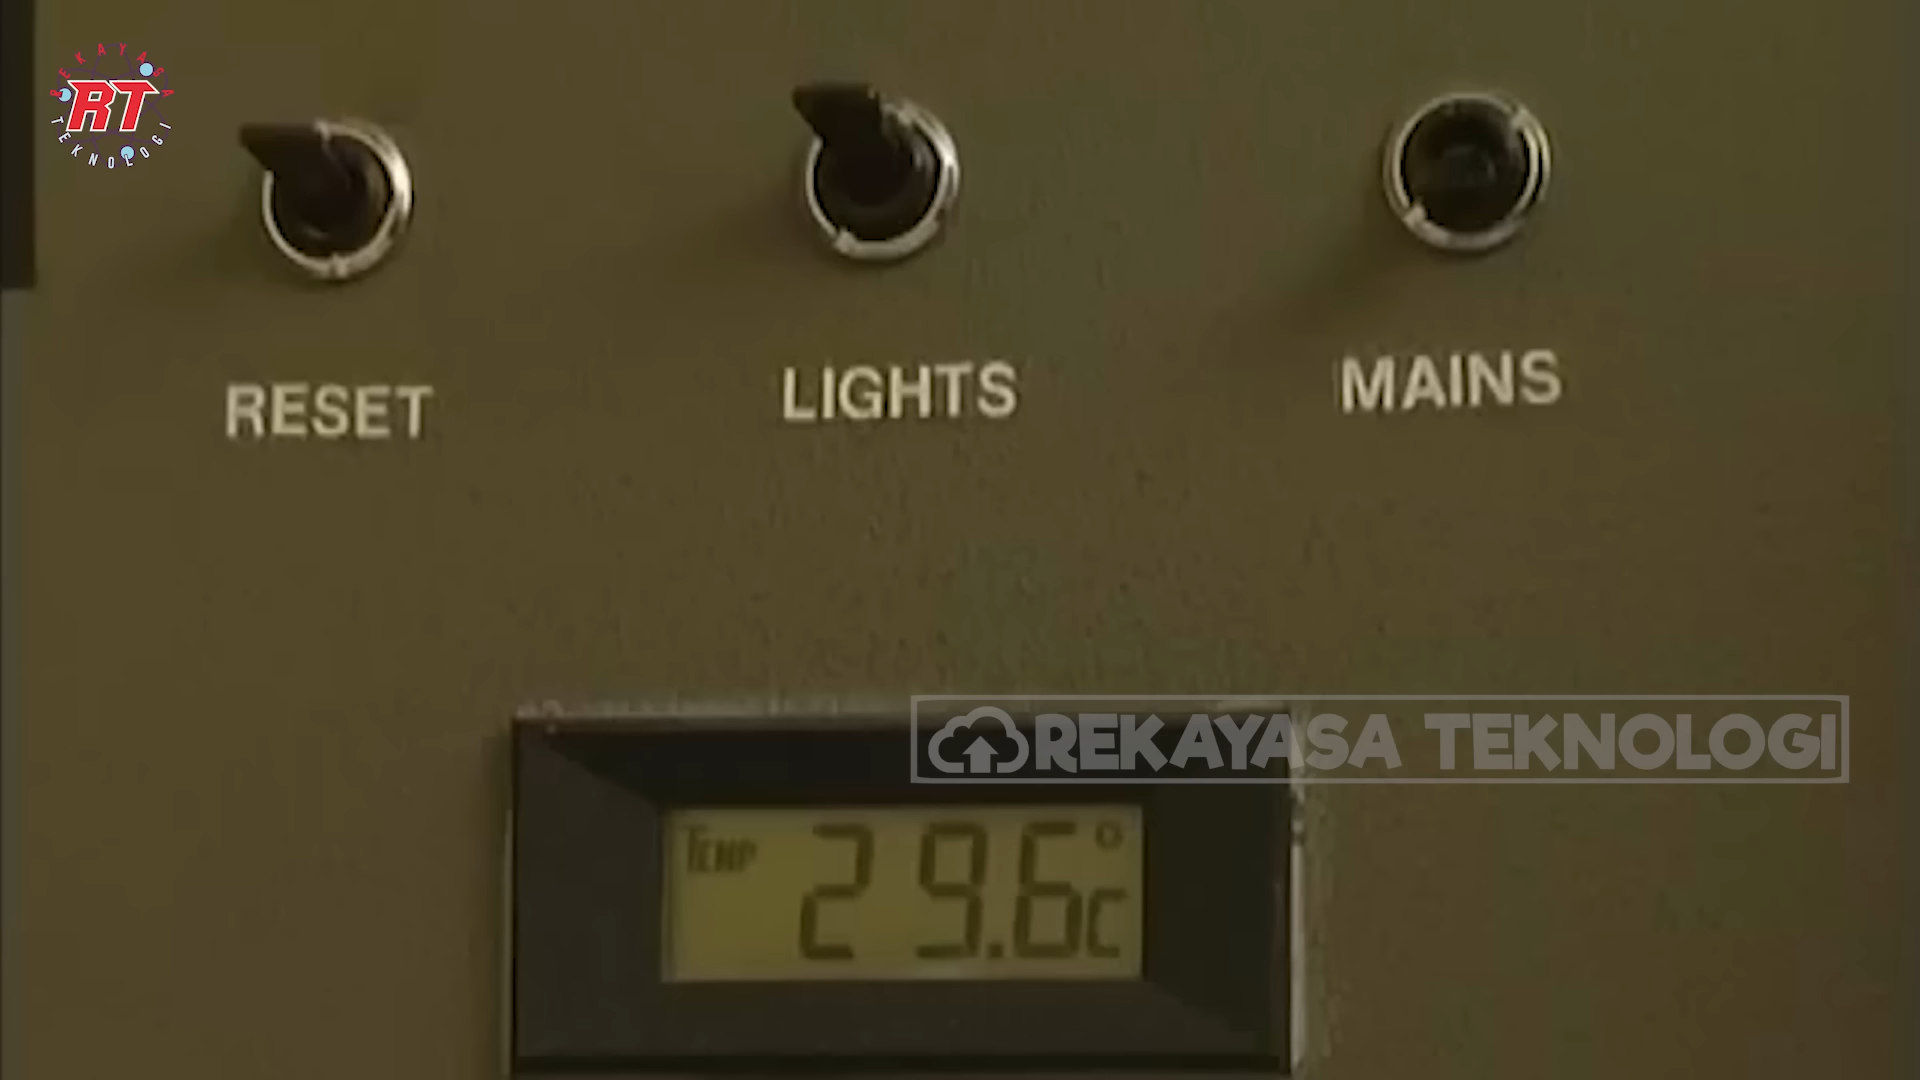 REKAYASA
RT
TEKNOLOGI
RESET
LIGHTS
MAINS
REKAYASA TEKNOLOGI
TEMP 29.6°C